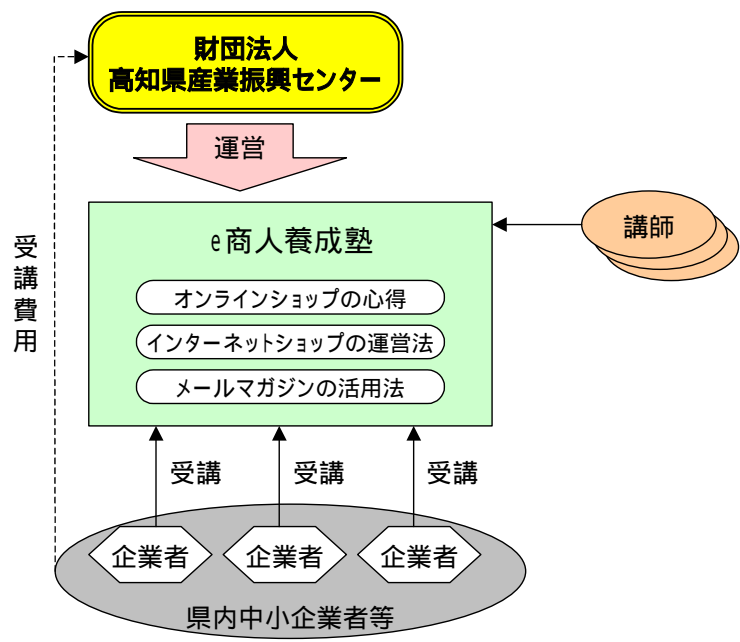 財団法人
高知県産業振興センター
運営
e商人養成塾
オンラインショップの心得
インターネットショップの運営法
メールマガジンの活用法
講師
受講費用
受講
受講
受講
企業者
企業者
企業者
県内中小企業者等